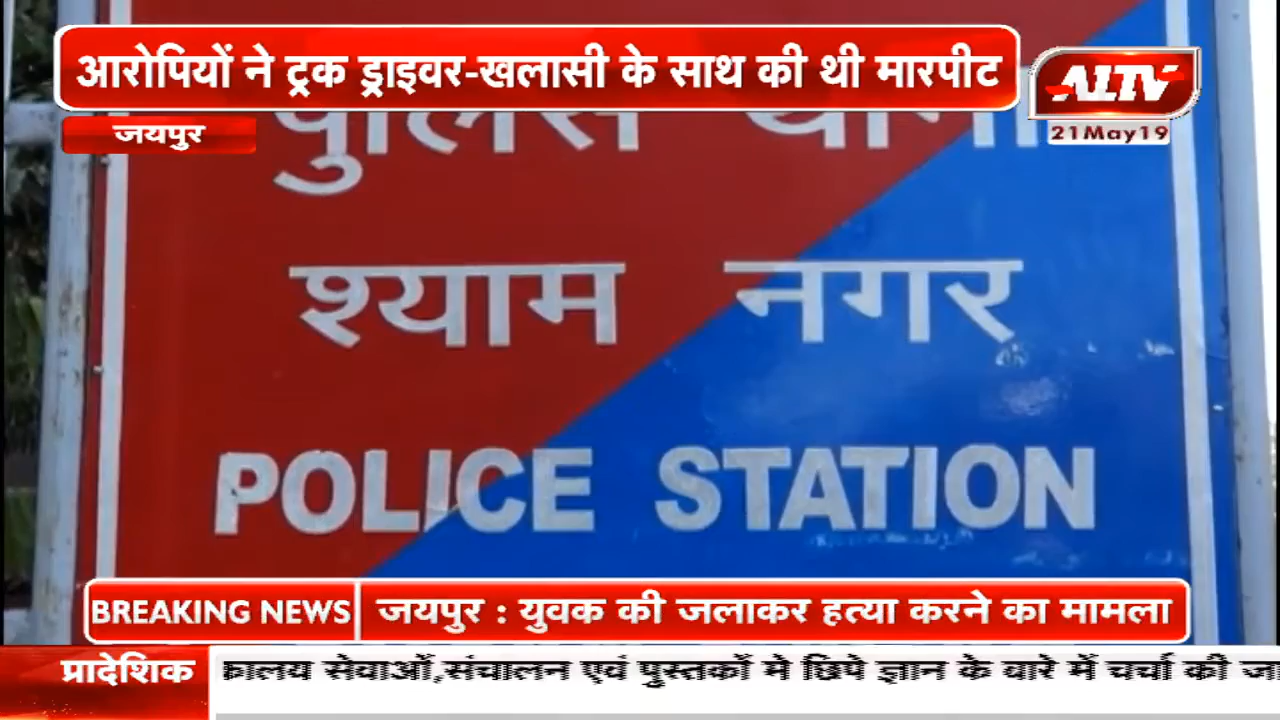 आरोपियों ने ट्रक ड्राइवर-खलासी के साथ की थी मारपीट
ALTV
21May19
जयपुर
पुलिस थाना
श्याम नगर
POLICE STATION
BREAKING NEWS
जयपुर : युवक की जलाकर हत्या करने का मामला
प्रादेशिक
सेवाओं,संचालन एवं पुस्तकों मे छिपे ज्ञान के बारे में चर्चा की